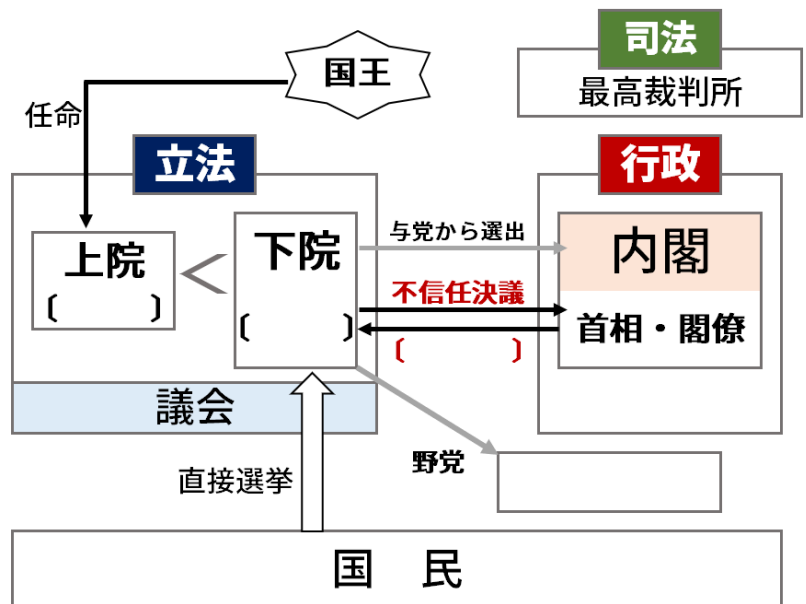 国王
司法
最高裁判所
任命
立法
行政
上院
〔　　　〕
下院
〔　　　〕
与党から選出
不信任決議
〔　　　〕
内閣
首相・閣僚
議会
野党
直接選挙
国　民